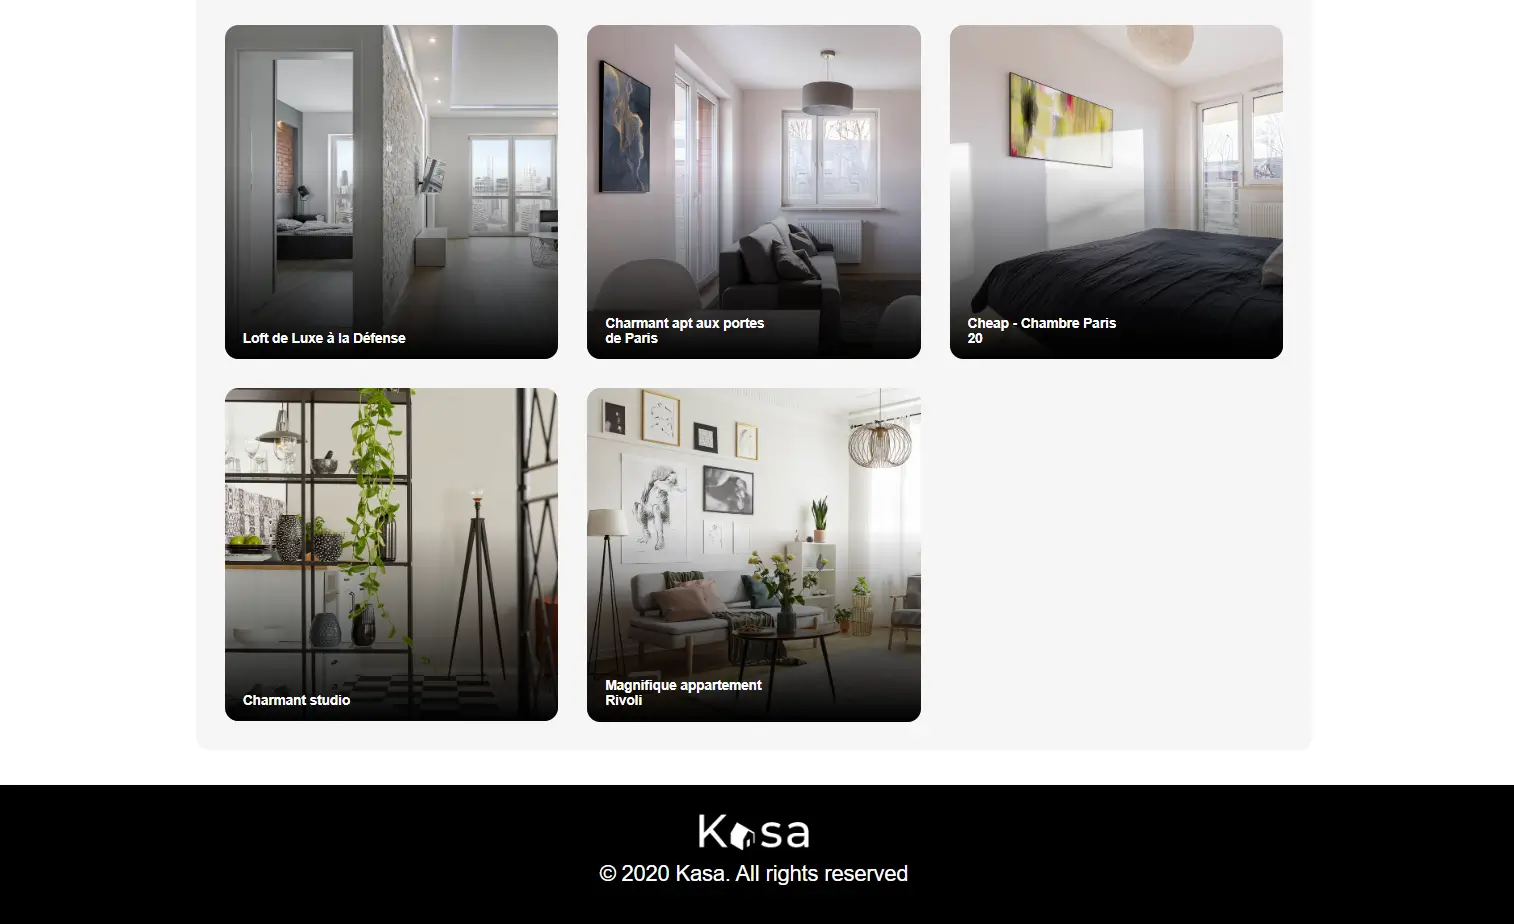 Loft de Luxe à la Défense
Charmant apt aux portes
de Paris
Cheap - Chambre Paris
20
Charmant studio
Magnifique appartement
Rivoli
Kasa
© 2020 Kasa. All rights reserved